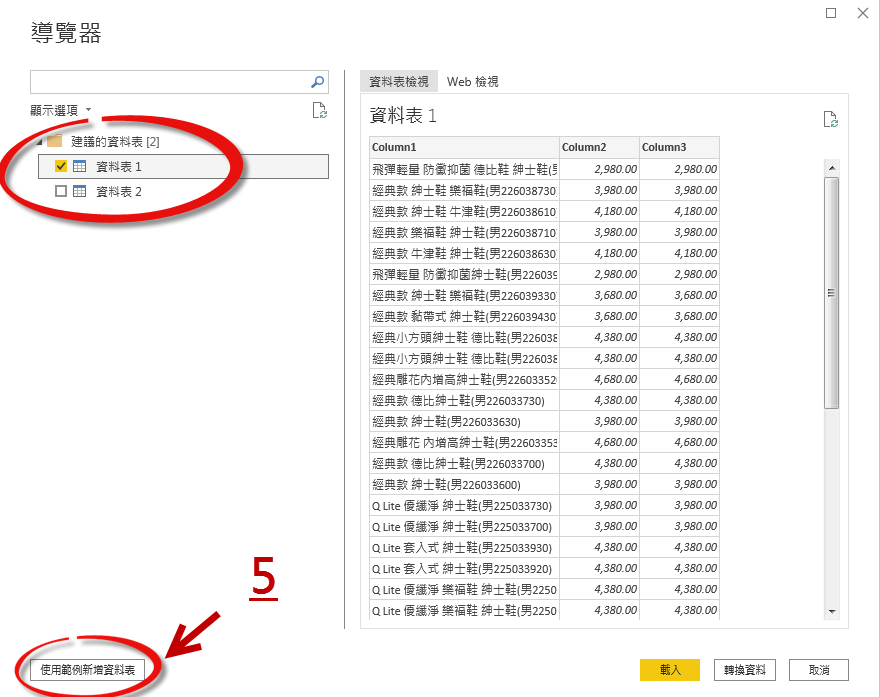 導覽器
顯示選項
建議的資料表 [2]
資料表 1
資料表 2
資料表檢視 Web 檢視
資料表 1
Column1 Column2 Column3
飛彈輕量 防黴抑菌 德比鞋 紳士鞋(男 2,980.00 2,980.00
經典款 紳士鞋 樂福鞋(男226038730) 3,980.00 3,980.00
經典款 紳士鞋 牛津鞋(男226038610) 4,180.00 4,180.00
經典款 樂福鞋 紳士鞋(男226038710) 3,980.00 3,980.00
經典款 牛津鞋 紳士鞋(男226038630) 4,180.00 4,180.00
飛彈輕量 防黴抑菌紳士鞋(男226039 2,980.00 2,980.00
經典款 紳士鞋 樂福鞋(男226039330) 3,680.00 3,680.00
經典款 黏帶式 紳士鞋(男226039430) 3,680.00 3,680.00
經典小方頭紳士鞋 德比鞋(男226038 4,380.00 4,380.00
經典小方頭紳士鞋 德比鞋(男226038 4,380.00 4,380.00
經典雕花內增高紳士鞋(男226033520 4,680.00 4,680.00
經典款 德比紳士鞋(男226033730) 4,380.00 4,380.00
經典款 紳士鞋(男226033630) 3,980.00 3,980.00
經典雕花 內增高紳士鞋(男22603353 4,680.00 4,680.00
經典款 德比紳士鞋(男226033700) 4,380.00 4,380.00
經典款 紳士鞋(男226033600) 3,980.00 3,980.00
Q Lite 優纖淨 紳士鞋(男225033730) 3,980.00 3,980.00
Q Lite 優纖淨 紳士鞋(男225033700) 3,980.00 3,980.00
Q Lite 套入式 紳士鞋(男225033930) 4,380.00 4,380.00
Q Lite 套入式 紳士鞋(男225033920) 4,380.00 4,380.00
Q Lite 優纖淨 樂福鞋 紳士鞋(男2250 4,380.00 4,380.00
Q Lite 優纖淨 樂福鞋 紳士鞋(男2250 4,380.00 4,380.00
5
使用範例新增資料表 載入 轉換資料 取消